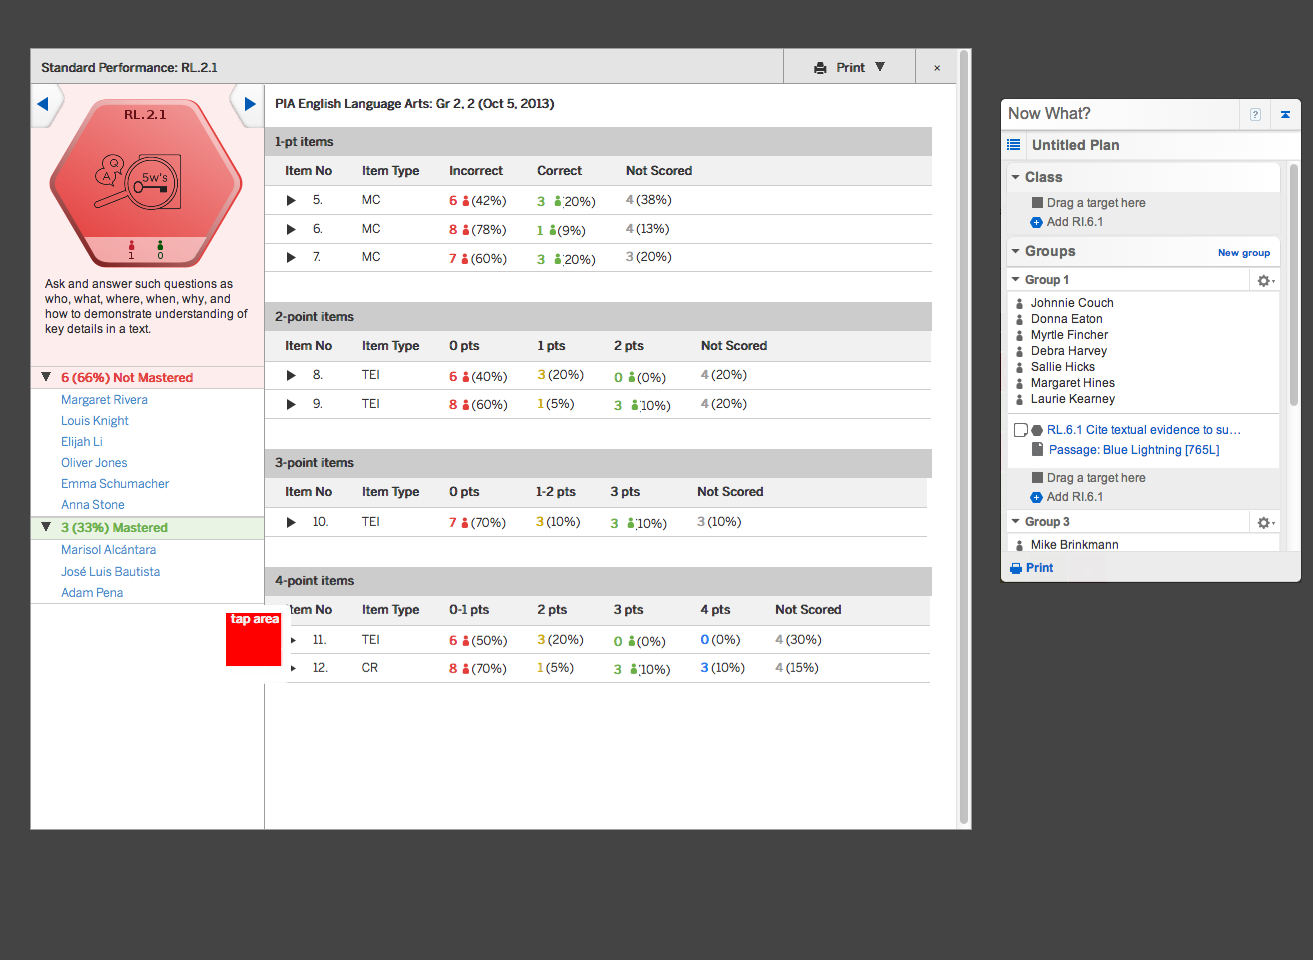 Standard Performance: RL.2.1
Print
×
RL.2.1
Q
A
5w's
1 0
Ask and answer such questions as
who, what, where, when, why, and
how to demonstrate understanding of
key details in a text.
6 (66%) Not Mastered
Margaret Rivera
Louis Knight
Elijah Li
Oliver Jones
Emma Schumacher
Anna Stone
3 (33%) Mastered
Marisol Alcántara
José Luis Bautista
Adam Pena
tap area
PIA English Language Arts: Gr 2, 2 (Oct 5, 2013)
1-pt items
Item No Item Type Incorrect Correct Not Scored
5. MC 6 (42%) 3 (20%) 4 (38%)
6. MC 8 (78%) 1 (9%) 4 (13%)
7. MC 7 (60%) 3 (20%) 3 (20%)
2-point items
Item No Item Type 0 pts 1 pts 2 pts Not Scored
8. TEI 6 (40%) 3 (20%) 0 (0%) 4 (20%)
9. TEI 8 (60%) 1 (5%) 3 (10%) 4 (20%)
3-point items
Item No Item Type 0 pts 1-2 pts 3 pts Not Scored
10. TEI 7 (70%) 3 (10%) 3 (10%) 3 (10%)
4-point items
Item No Item Type 0-1 pts 2 pts 3 pts 4 pts Not Scored
11. TEI 6 (50%) 3 (20%) 0 (0%) 0 (0%) 4 (30%)
12. CR 8 (70%) 1 (5%) 3 (10%) 3 (10%) 4 (15%)
Now What?
?
Untitled Plan
Class
Drag a target here
Add RI.6.1
Groups New group
Group 1
Johnnie Couch
Donna Eaton
Myrtle Fincher
Debra Harvey
Sallie Hicks
Margaret Hines
Laurie Kearney
RL.6.1 Cite textual evidence to su…
Passage: Blue Lightning [765L]
Drag a target here
Add RI.6.1
Group 3
Mike Brinkmann
Print